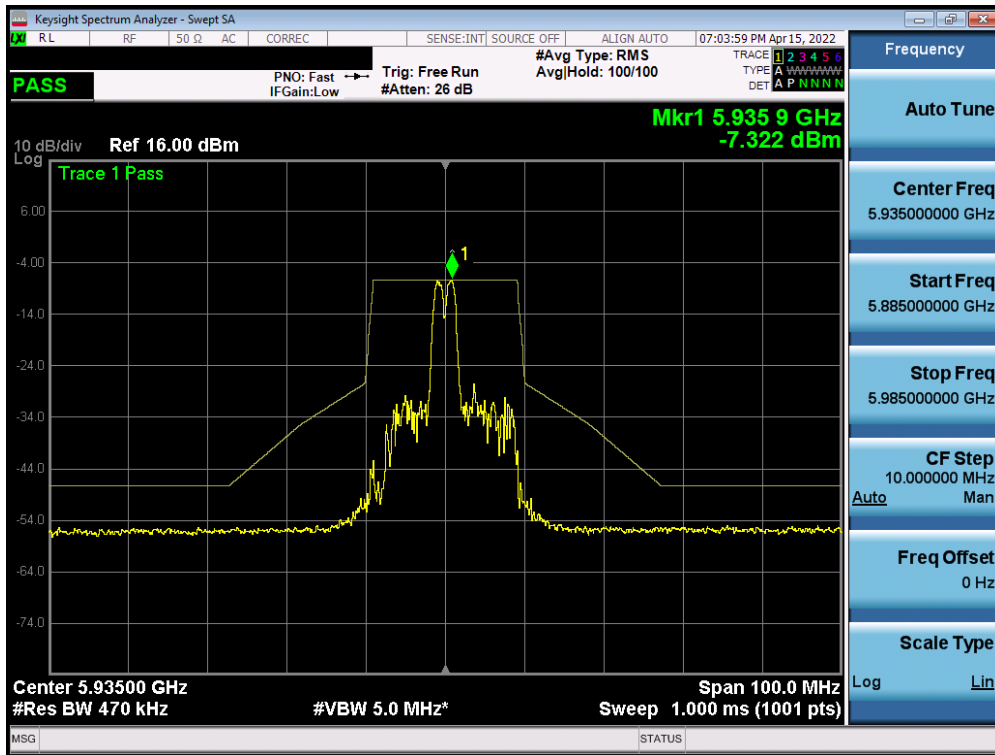 Keysight Spectrum Analyzer - Swept SA
LXI RL RF 50 Ω AC CORREC SENSE:INT SOURCE OFF ALIGN AUTO 07:03:59 PM Apr 15, 2022
PASS
PNO: Fast
IFGain:Low
Trig: Free Run
#Atten: 26 dB
#Avg Type: RMS
Avg|Hold: 100/100
TRACE 1 2 3 4 5 6
TYPE A WWWWW
DET A P N N N N
Mkr1 5.935 9 GHz
-7.322 dBm
10 dB/div
Log
Ref 16.00 dBm
Trace 1 Pass
1
6.00
-4.00
-14.0
-24.0
-34.0
-44.0
-54.0
-64.0
-74.0
Center 5.93500 GHz
Span 100.0 MHz
#Res BW 470 kHz
#VBW 5.0 MHz*
Sweep 1.000 ms (1001 pts)
MSG
STATUS
Frequency
Auto Tune
Center Freq
5.935000000 GHz
Start Freq
5.885000000 GHz
Stop Freq
5.985000000 GHz
CF Step
10.000000 MHz
Auto Man
Freq Offset
0 Hz
Scale Type
Log Lin